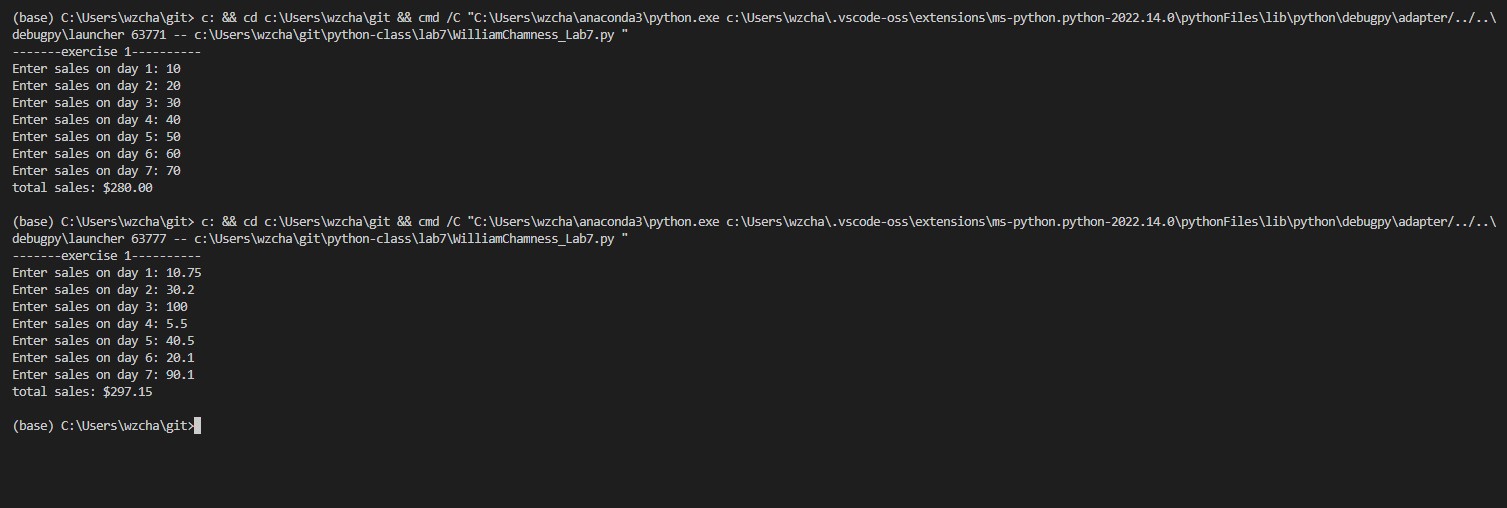 (base) C:\Users\wzcha\git> c: && cd c:\Users\wzcha\git && cmd /C "C:\Users\wzcha\anaconda3\python.exe c:\Users\wzcha\.vscode-oss\extensions\ms-python.python-2022.14.0\pythonFiles\lib\python\debugpy\adapter/../..\
debugpy\launcher 63771 -- c:\Users\wzcha\git\python-class\lab7\WilliamChamness_Lab7.py "
-------exercise 1----------
Enter sales on day 1: 10
Enter sales on day 2: 20
Enter sales on day 3: 30
Enter sales on day 4: 40
Enter sales on day 5: 50
Enter sales on day 6: 60
Enter sales on day 7: 70
total sales: $280.00
(base) C:\Users\wzcha\git> c: && cd c:\Users\wzcha\git && cmd /C "C:\Users\wzcha\anaconda3\python.exe c:\Users\wzcha\.vscode-oss\extensions\ms-python.python-2022.14.0\pythonFiles\lib\python\debugpy\adapter/../..\
debugpy\launcher 63777 -- c:\Users\wzcha\git\python-class\lab7\WilliamChamness_Lab7.py "
-------exercise 1----------
Enter sales on day 1: 10.75
Enter sales on day 2: 30.2
Enter sales on day 3: 100
Enter sales on day 4: 5.5
Enter sales on day 5: 40.5
Enter sales on day 6: 20.1
Enter sales on day 7: 90.1
total sales: $297.15
(base) C:\Users\wzcha\git>